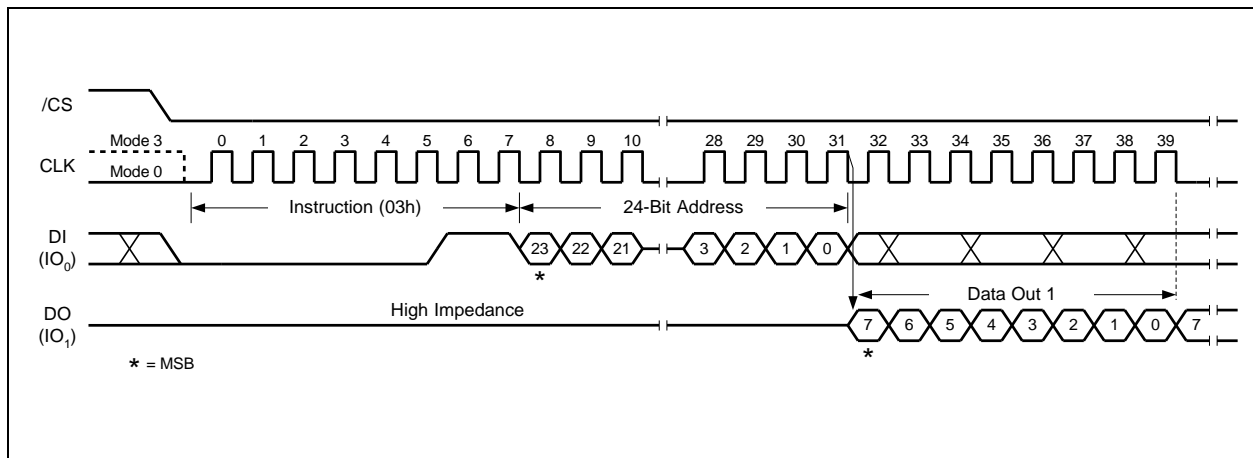 /CS
Mode 3
0 1 2 3 4 5 6 7 8 9 10 28 29 30 31 32 33 34 35 36 37 38 39
CLK
Mode 0
Instruction (03h)
24-Bit Address
DI
(IO0)
23 22 21 3 2 1 0
*
Data Out 1
High Impedance
DO
(IO1)
7 6 5 4 3 2 1 0 7
*
* = MSB